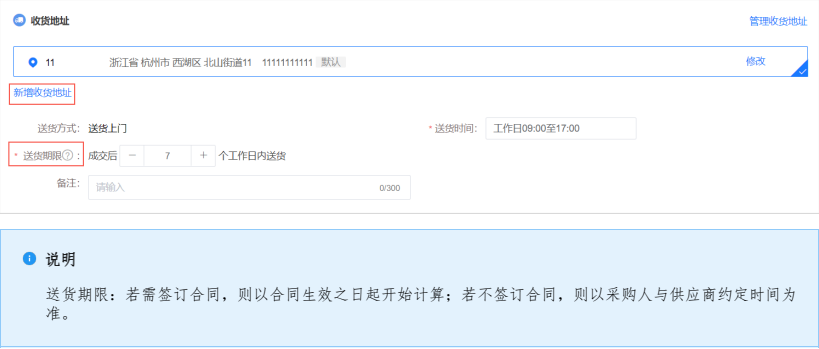 收货地址 管理收货地址
11 浙江省 杭州市 西湖区 北山街道11 11111111111 默认 修改
新增收货地址
送货方式： 送货上门 * 送货时间： 工作日09:00至17:00
* 送货期限?： 成交后 − 7 + 个工作日内送货
备注： 请输入 0/300
说明
送货期限：若需签订合同，则以合同生效之日起开始计算；若不签订合同，则以采购人与供应商约定时间为
准。